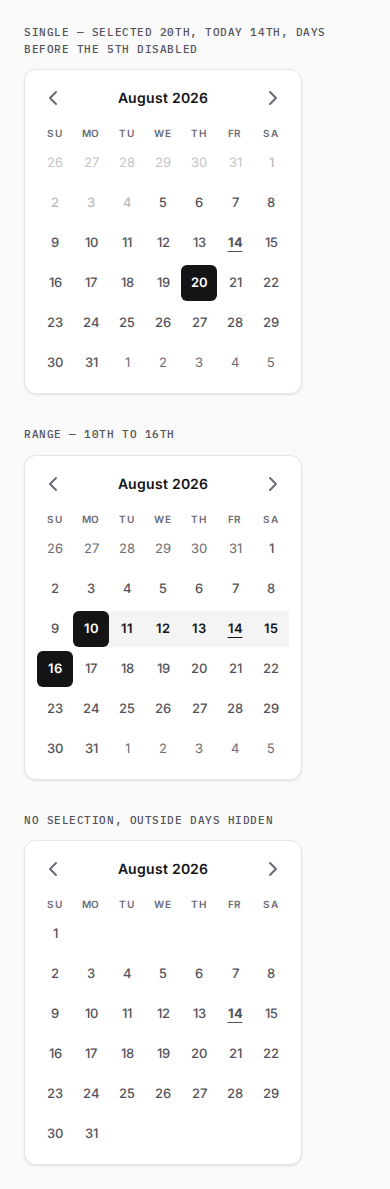 SINGLE — SELECTED 20TH, TODAY 14TH, DAYS
BEFORE THE 5TH DISABLED
August 2026
SU MO TU WE TH FR SA
26 27 28 29 30 31 1
2 3 4 5 6 7 8
9 10 11 12 13 14 15
16 17 18 19 20 21 22
23 24 25 26 27 28 29
30 31 1 2 3 4 5
RANGE — 10TH TO 16TH
August 2026
SU MO TU WE TH FR SA
26 27 28 29 30 31 1
2 3 4 5 6 7 8
9 10 11 12 13 14 15
16 17 18 19 20 21 22
23 24 25 26 27 28 29
30 31 1 2 3 4 5
NO SELECTION, OUTSIDE DAYS HIDDEN
August 2026
SU MO TU WE TH FR SA
1
2 3 4 5 6 7 8
9 10 11 12 13 14 15
16 17 18 19 20 21 22
23 24 25 26 27 28 29
30 31